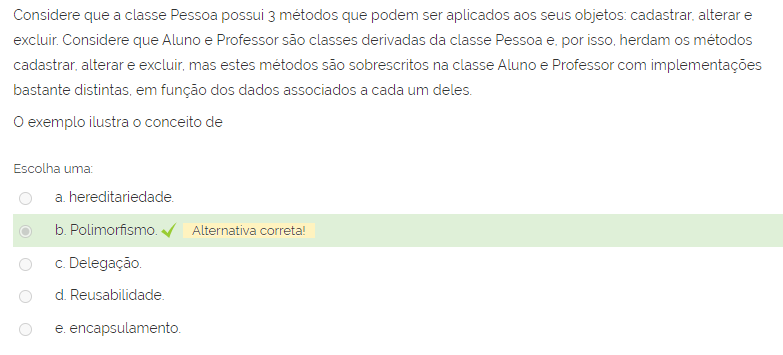 Considere que a classe Pessoa possui 3 métodos que podem ser aplicados aos seus objetos: cadastrar, alterar e
excluir. Considere que Aluno e Professor são classes derivadas da classe Pessoa e, por isso, herdam os métodos
cadastrar, alterar e excluir, mas estes métodos são sobrescritos na classe Aluno e Professor com implementações
bastante distintas, em função dos dados associados a cada um deles.
O exemplo ilustra o conceito de
Escolha uma:
a. hereditariedade.
b. Polimorfismo. ✓ Alternativa correta!
c. Delegação.
d. Reusabilidade.
e. encapsulamento.